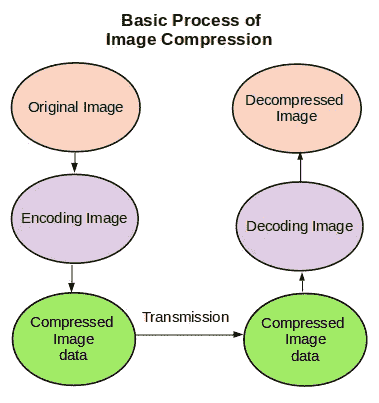 Basic Process of
Image Compression
Original Image
Encoding Image
Compressed
Image
data
Transmission
Compressed
Image
data
Decoding Image
Decompressed
Image